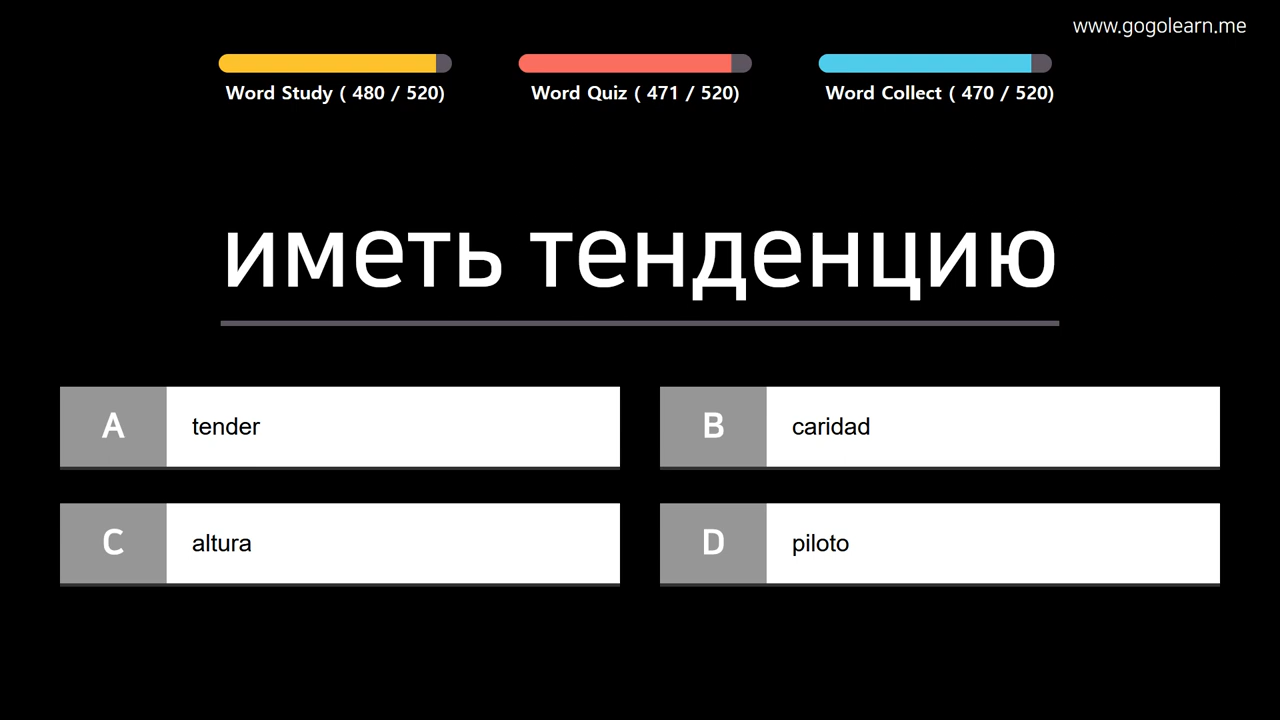 www.gogolearn.me
Word Study ( 480 / 520)
Word Quiz ( 471 / 520)
Word Collect ( 470 / 520)
иметь тенденцию
A tender
B caridad
C altura
D piloto